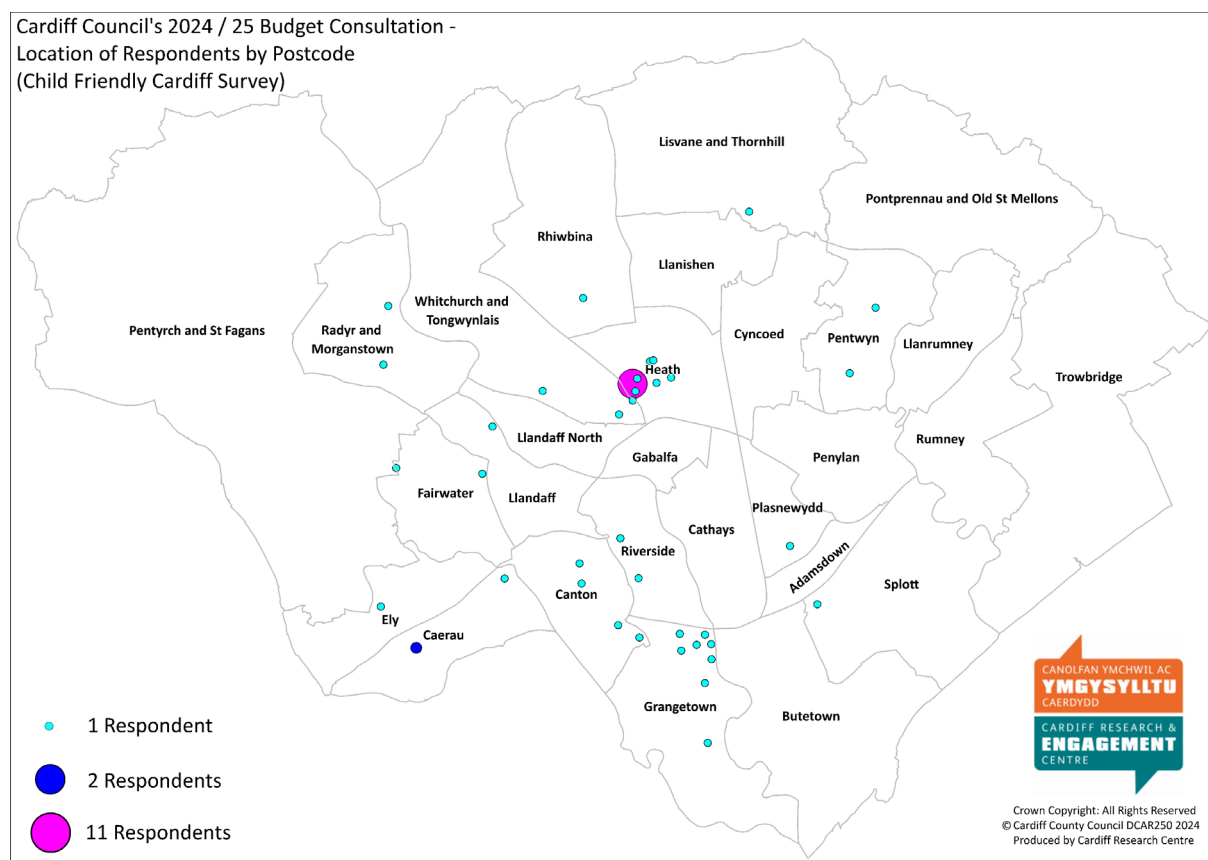 Cardiff Council's 2024 / 25 Budget Consultation -
Location of Respondents by Postcode
(Child Friendly Cardiff Survey)
Lisvane and Thornhill
Pontprennau and Old St Mellons
Rhiwbina
Llanishen
Whitchurch and
Tongwynlais
Pentyrch and St Fagans
Radyr and
Morganstown
Cyncoed
Pentwyn
Llanrumney
Heath
Trowbridge
Llandaff North
Rumney
Gabalfa
Penylan
Fairwater
Llandaff
Plasnewydd
Cathays
Riverside
Adamsdown
Splott
Canton
Ely
Caerau
Grangetown
Butetown
1 Respondent
2 Respondents
11 Respondents
CANOLFAN YMCHWIL AC
YMGYSYLLTU
CAERDYDD
CARDIFF RESEARCH &
ENGAGEMENT
CENTRE
Crown Copyright: All Rights Reserved
© Cardiff County Council DCAR250 2024
Produced by Cardiff Research Centre